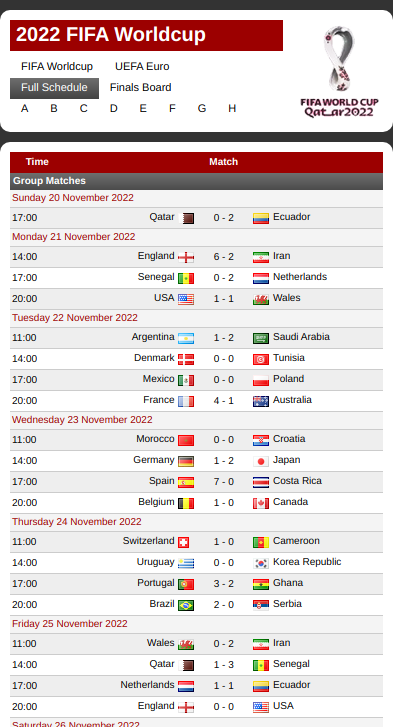 2022 FIFA Worldcup
FIFA Worldcup UEFA Euro
Full Schedule Finals Board
A B C D E F G H
FIFA WORLD CUP
Qatar2022
Time Match
Group Matches
Sunday 20 November 2022
17:00 Qatar 0 - 2 Ecuador
Monday 21 November 2022
14:00 England 6 - 2 Iran
17:00 Senegal 0 - 2 Netherlands
20:00 USA 1 - 1 Wales
Tuesday 22 November 2022
11:00 Argentina 1 - 2 Saudi Arabia
14:00 Denmark 0 - 0 Tunisia
17:00 Mexico 0 - 0 Poland
20:00 France 4 - 1 Australia
Wednesday 23 November 2022
11:00 Morocco 0 - 0 Croatia
14:00 Germany 1 - 2 Japan
17:00 Spain 7 - 0 Costa Rica
20:00 Belgium 1 - 0 Canada
Thursday 24 November 2022
11:00 Switzerland 1 - 0 Cameroon
14:00 Uruguay 0 - 0 Korea Republic
17:00 Portugal 3 - 2 Ghana
20:00 Brazil 2 - 0 Serbia
Friday 25 November 2022
11:00 Wales 0 - 2 Iran
14:00 Qatar 1 - 3 Senegal
17:00 Netherlands 1 - 1 Ecuador
20:00 England 0 - 0 USA
Saturday 26 November 2022